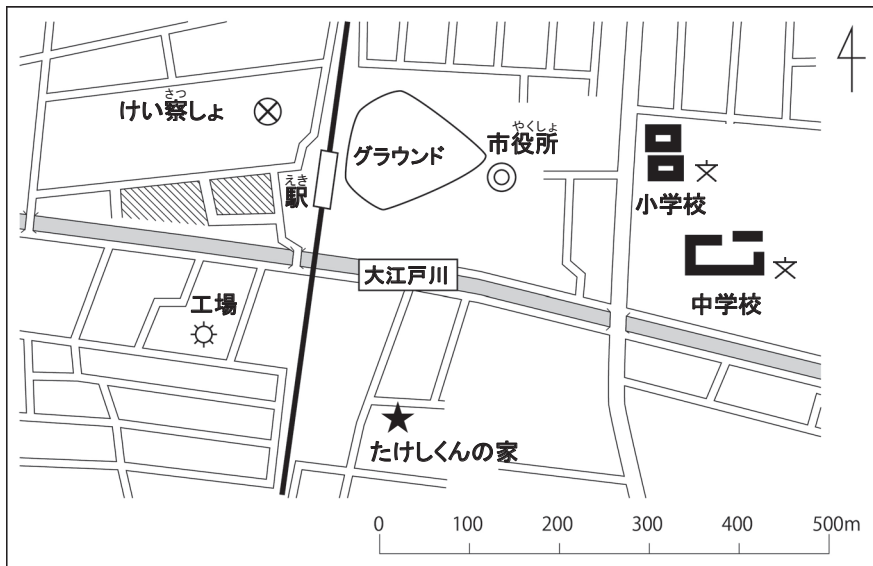 けい察しょ
さつ
グラウンド
市役所
やくしょ
小学校
駅
えき
大江戸川
中学校
工場
たけしくんの家
0 100 200 300 400 500m